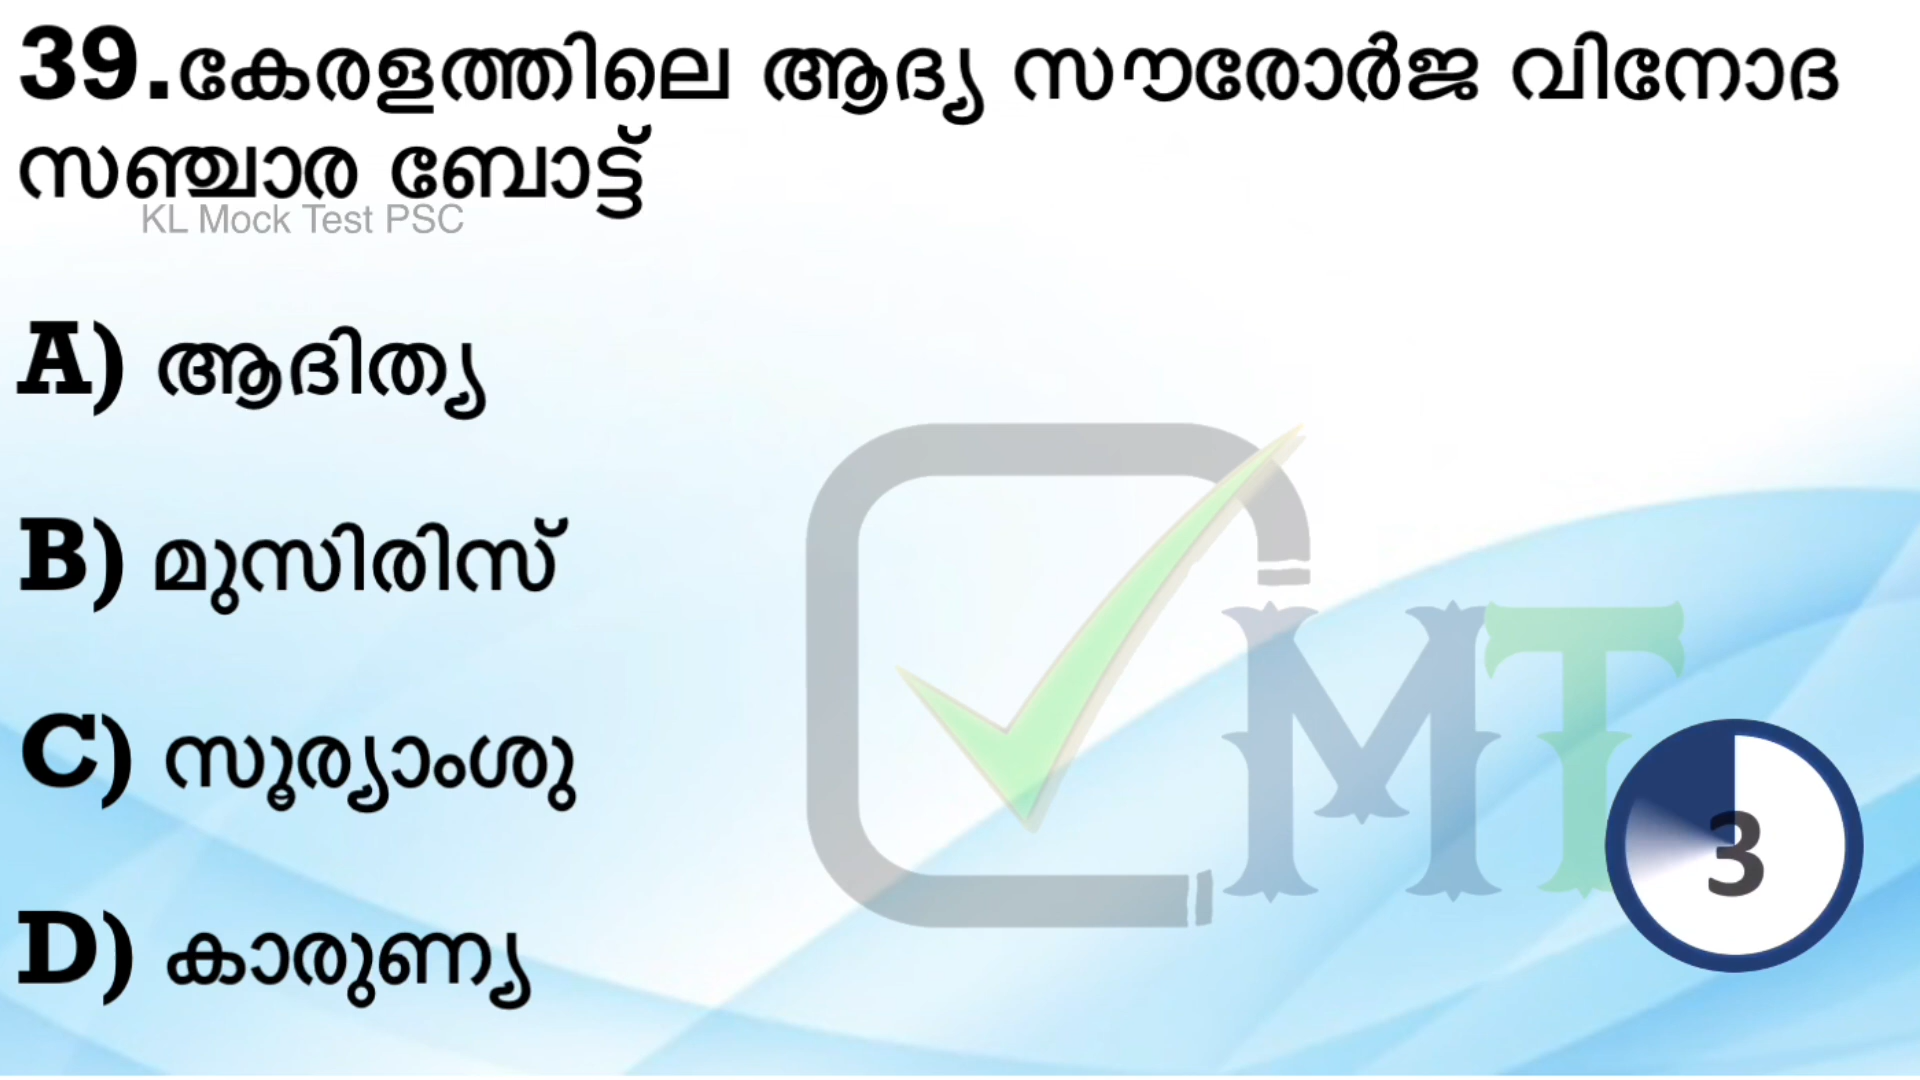 39.കേരളത്തിലെ ആദ്യ സൗരോർജ വിനോദ
സഞ്ചാര ബോട്ട്
KL Mock Test PSC
A) ആദിത്യ
B) മുസിരിസ്
C) സൂര്യാംശു
D) കാരുണ്യ
MT
3